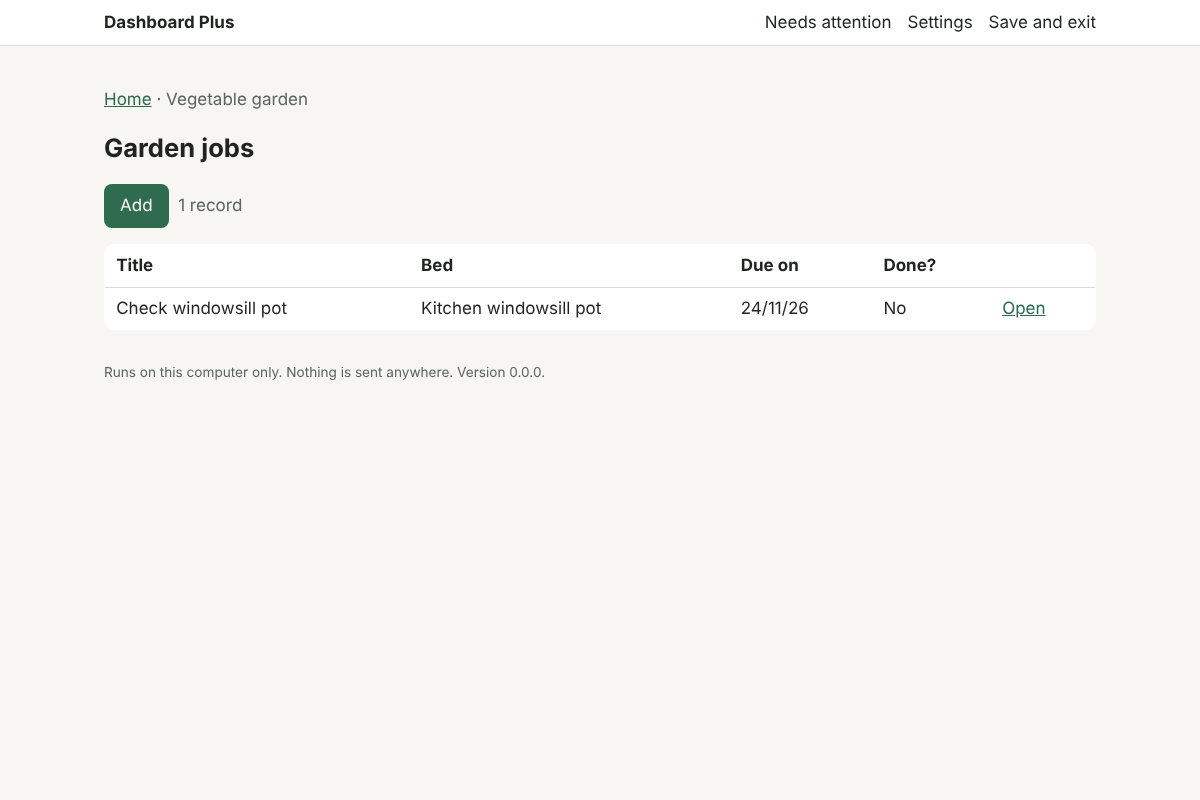 Dashboard Plus Needs attention Settings Save and exit
Home · Vegetable garden
Garden jobs
Add 1 record
Title Bed Due on Done?
Check windowsill pot Kitchen windowsill pot 24/11/26 No Open
Runs on this computer only. Nothing is sent anywhere. Version 0.0.0.